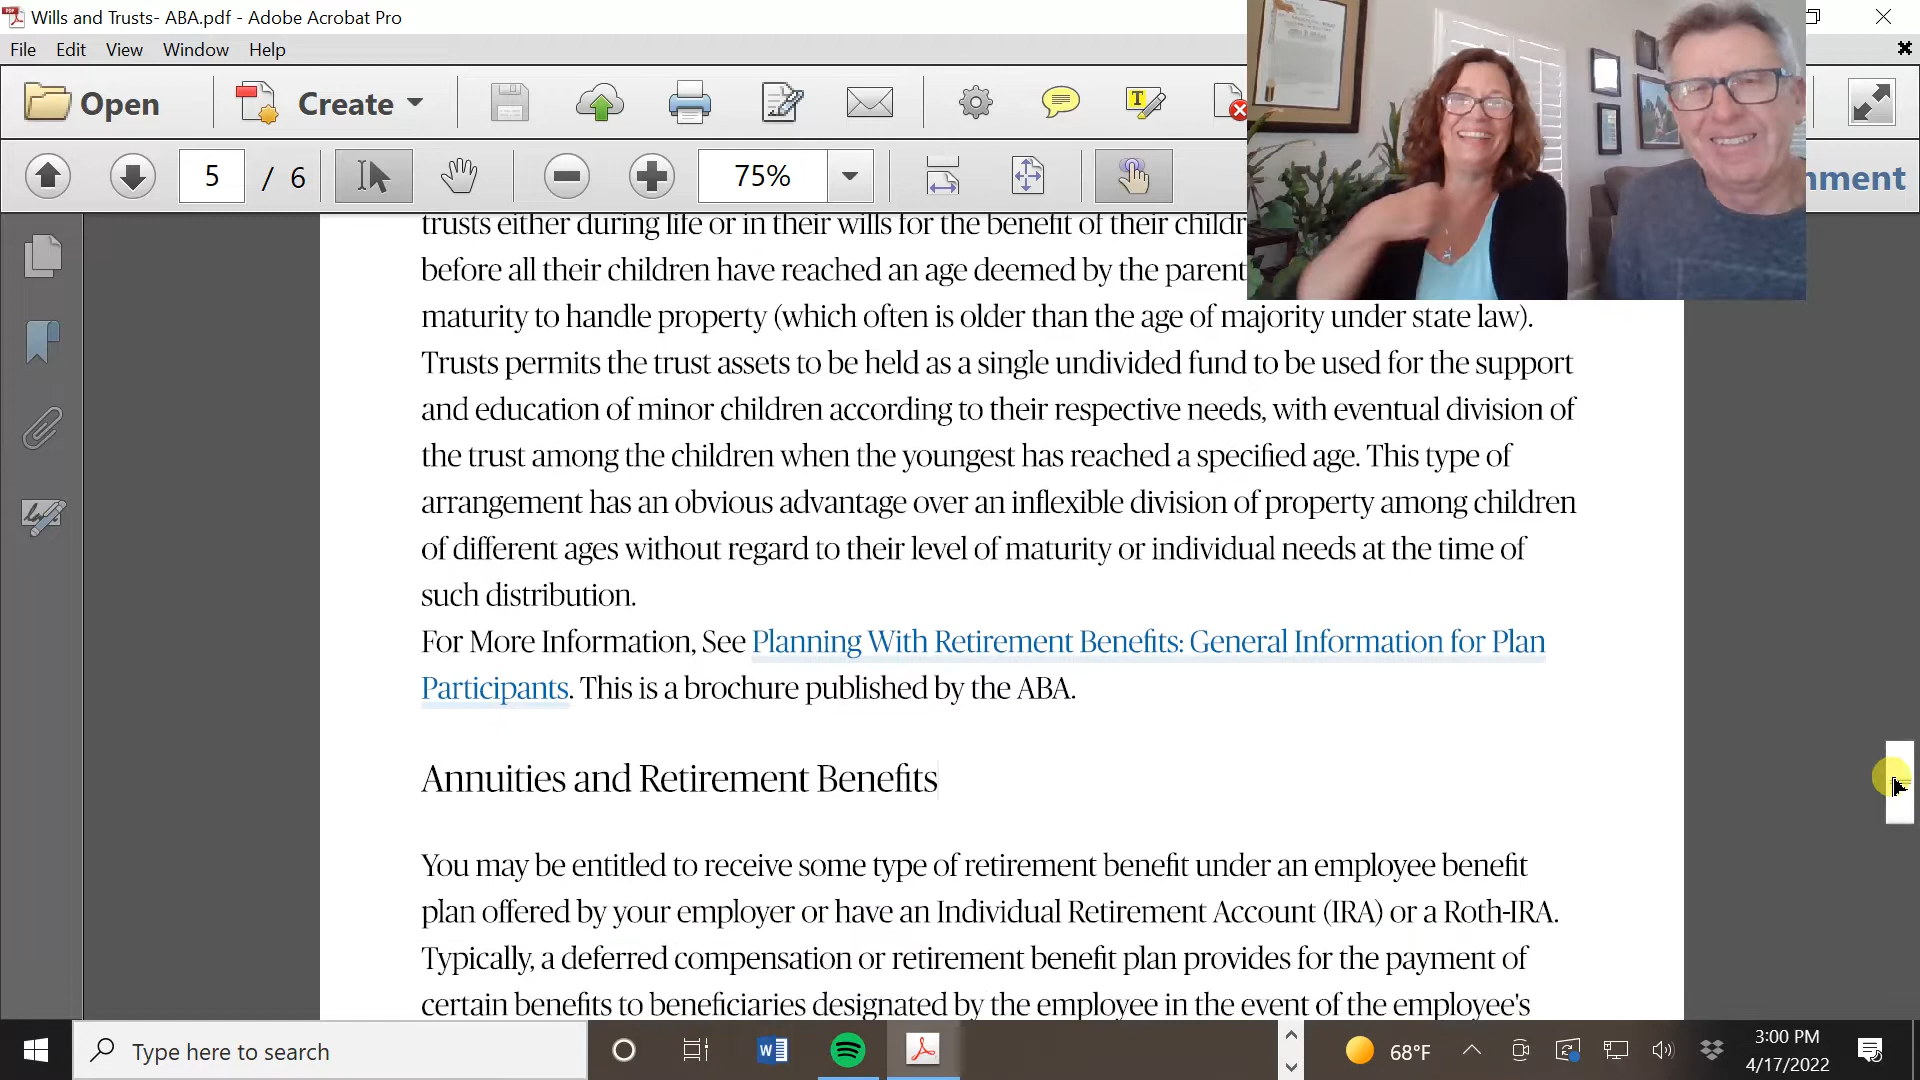 Wills and Trusts- ABA.pdf - Adobe Acrobat Pro
File Edit View Window Help
Open Create
5 / 6 75% mment
trusts either during life or in their wills for the benefit of their childr
before all their children have reached an age deemed by the parent
maturity to handle property (which often is older than the age of majority under state law).
Trusts permits the trust assets to be held as a single undivided fund to be used for the support
and education of minor children according to their respective needs, with eventual division of
the trust among the children when the youngest has reached a specified age. This type of
arrangement has an obvious advantage over an inflexible division of property among children
of different ages without regard to their level of maturity or individual needs at the time of
such distribution.
For More Information, See Planning With Retirement Benefits: General Information for Plan
Participants. This is a brochure published by the ABA.
Annuities and Retirement Benefits
You may be entitled to receive some type of retirement benefit under an employee benefit
plan offered by your employer or have an Individual Retirement Account (IRA) or a Roth-IRA.
Typically, a deferred compensation or retirement benefit plan provides for the payment of
certain benefits to beneficiaries designated by the employee in the event of the employee's
Type here to search
68°F
3:00 PM
4/17/2022